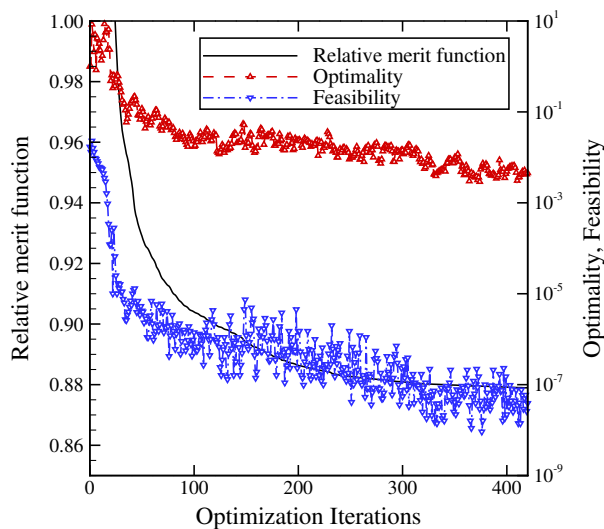 Relative merit function
Optimality
Feasibility
1.00
0.98
0.96
0.94
0.92
0.90
0.88
0.86
Relative merit function
10^1
10^-1
10^-3
10^-5
10^-7
10^-9
Optimality, Feasibility
0 100 200 300 400
Optimization Iterations